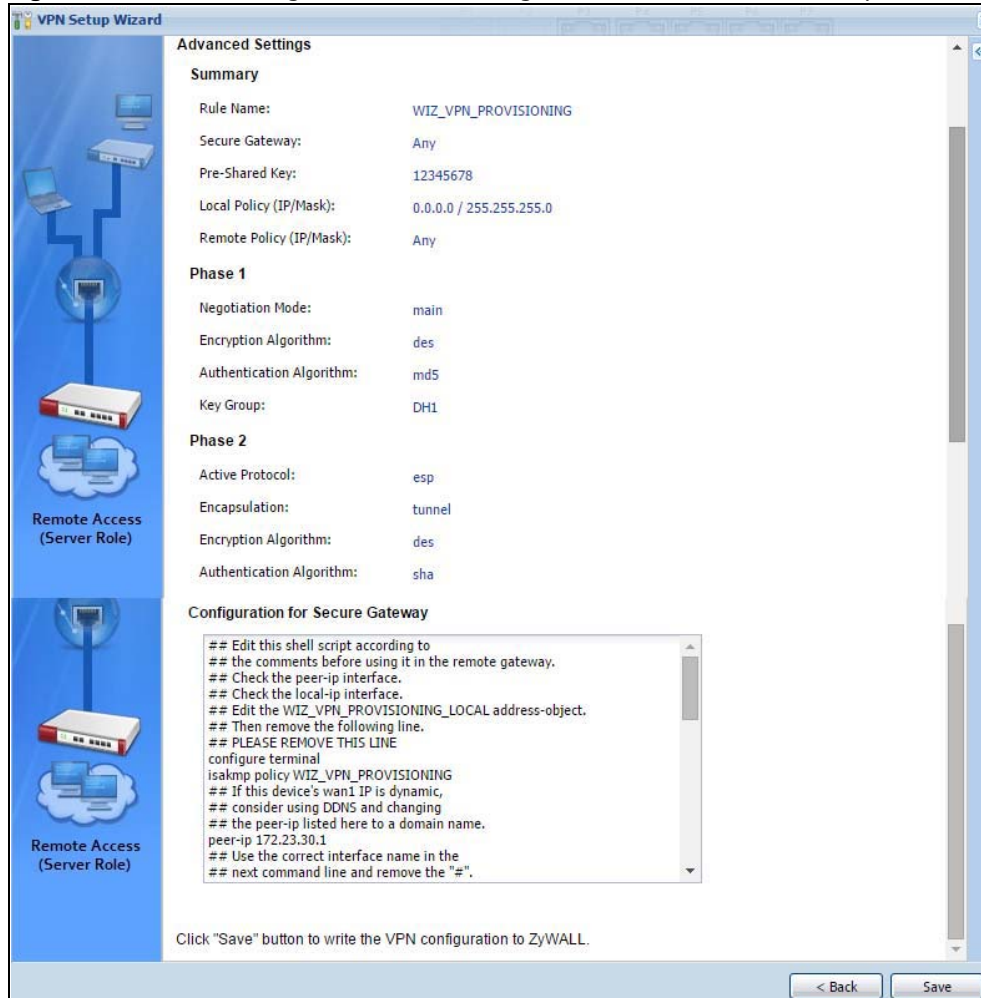 VPN Setup Wizard
Advanced Settings
Summary
Rule Name: WIZ_VPN_PROVISIONING
Secure Gateway: Any
Pre-Shared Key: 12345678
Local Policy (IP/Mask): 0.0.0.0 / 255.255.255.0
Remote Policy (IP/Mask): Any
Phase 1
Negotiation Mode: main
Encryption Algorithm: des
Authentication Algorithm: md5
Key Group: DH1
Phase 2
Active Protocol: esp
Encapsulation: tunnel
Encryption Algorithm: des
Authentication Algorithm: sha
Remote Access
(Server Role)
Configuration for Secure Gateway
## Edit this shell script according to
## the comments before using it in the remote gateway.
## Check the peer-ip interface.
## Check the local-ip interface.
## Edit the WIZ_VPN_PROVISIONING_LOCAL address-object.
## Then remove the following line.
## PLEASE REMOVE THIS LINE
configure terminal
isakmp policy WIZ_VPN_PROVISIONING
## If this device's wan1 IP is dynamic,
## consider using DDNS and changing
## the peer-ip listed here to a domain name.
peer-ip 172.23.30.1
## Use the correct interface name in the
## next command line and remove the "#".
Remote Access
(Server Role)
Click "Save" button to write the VPN configuration to ZyWALL.
< Back
Save